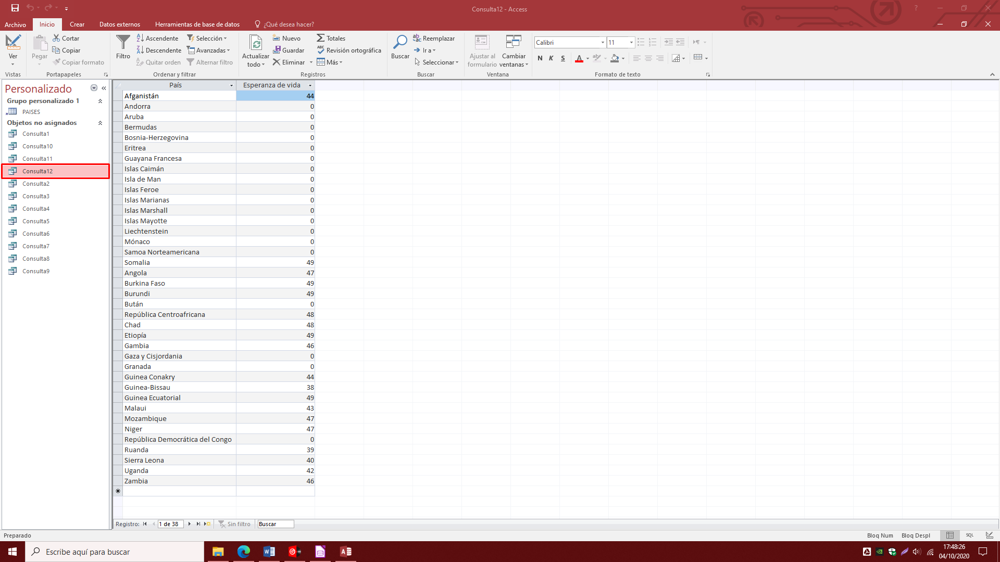 Consulta12 - Access
Archivo Inicio Crear Datos externos Herramientas de base de datos ¿Qué desea hacer?
Ver
Pegar
Cortar
Copiar
Copiar formato
Filtro
Ascendente
Descendente
Quitar orden
Selección
Avanzadas
Alternar filtro
Actualizar todo
Nuevo
Guardar
Eliminar
Totales
Revisión ortográfica
Más
Buscar
Reemplazar
Ir a
Seleccionar
Ajustar al formulario
Cambiar ventanas
Calibri 11
N K S
Vistas Portapapeles Ordenar y filtrar Registros Buscar Ventana Formato de texto
Personalizado
Grupo personalizado 1
PAISES
Objetos no asignados
Consulta1
Consulta10
Consulta11
Consulta12
Consulta2
Consulta3
Consulta4
Consulta5
Consulta6
Consulta7
Consulta8
Consulta9
País Esperanza de vida
Afganistán 44
Andorra 0
Aruba 0
Bermudas 0
Bosnia-Herzegovina 0
Eritrea 0
Guayana Francesa 0
Islas Caimán 0
Isla de Man 0
Islas Feroe 0
Islas Marianas 0
Islas Marshall 0
Islas Mayotte 0
Liechtenstein 0
Mónaco 0
Samoa Norteamericana 0
Somalia 49
Angola 47
Burkina Faso 49
Burundi 49
Bután 0
República Centroafricana 48
Chad 48
Etiopía 49
Gambia 46
Gaza y Cisjordania 0
Granada 0
Guinea Conakry 44
Guinea-Bissau 38
Guinea Ecuatorial 49
Malaui 43
Mozambique 47
Niger 47
República Democrática del Congo 0
Ruanda 39
Sierra Leona 40
Uganda 42
Zambia 46
Registro: 1 de 38 Sin filtro Buscar
Preparado Bloq Num Bloq Despl SQL
Escribe aquí para buscar
17:48:26
04/10/2020